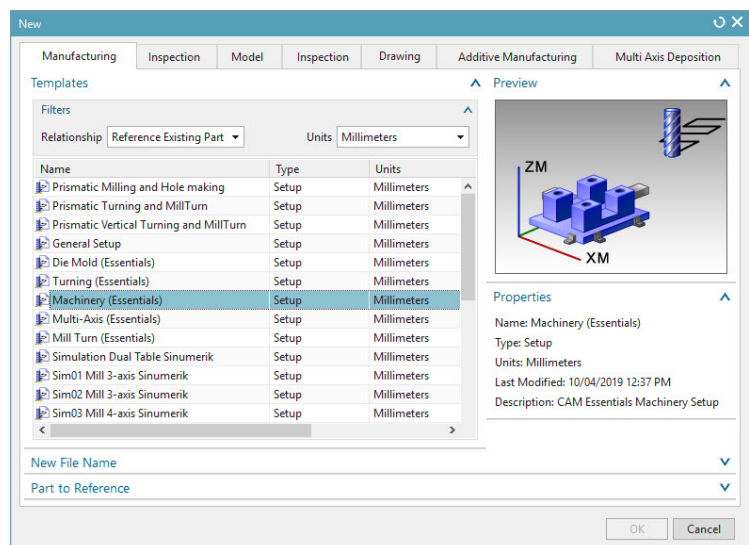 New
Manufacturing Inspection Model Inspection Drawing Additive Manufacturing Multi Axis Deposition
Templates
Filters
Relationship Reference Existing Part Units Millimeters
Name Type Units
Prismatic Milling and Hole making Setup Millimeters
Prismatic Turning and MillTurn Setup Millimeters
Prismatic Vertical Turning and MillTurn Setup Millimeters
General Setup Setup Millimeters
Die Mold (Essentials) Setup Millimeters
Turning (Essentials) Setup Millimeters
Machinery (Essentials) Setup Millimeters
Multi-Axis (Essentials) Setup Millimeters
Mill Turn (Essentials) Setup Millimeters
Simulation Dual Table Sinumerik Setup Millimeters
Sim01 Mill 3-axis Sinumerik Setup Millimeters
Sim02 Mill 3-axis Sinumerik Setup Millimeters
Sim03 Mill 4-axis Sinumerik Setup Millimeters
Preview
ZM
XM
Properties
Name: Machinery (Essentials)
Type: Setup
Units: Millimeters
Last Modified: 10/04/2019 12:37 PM
Description: CAM Essentials Machinery Setup
New File Name
Part to Reference
OK Cancel